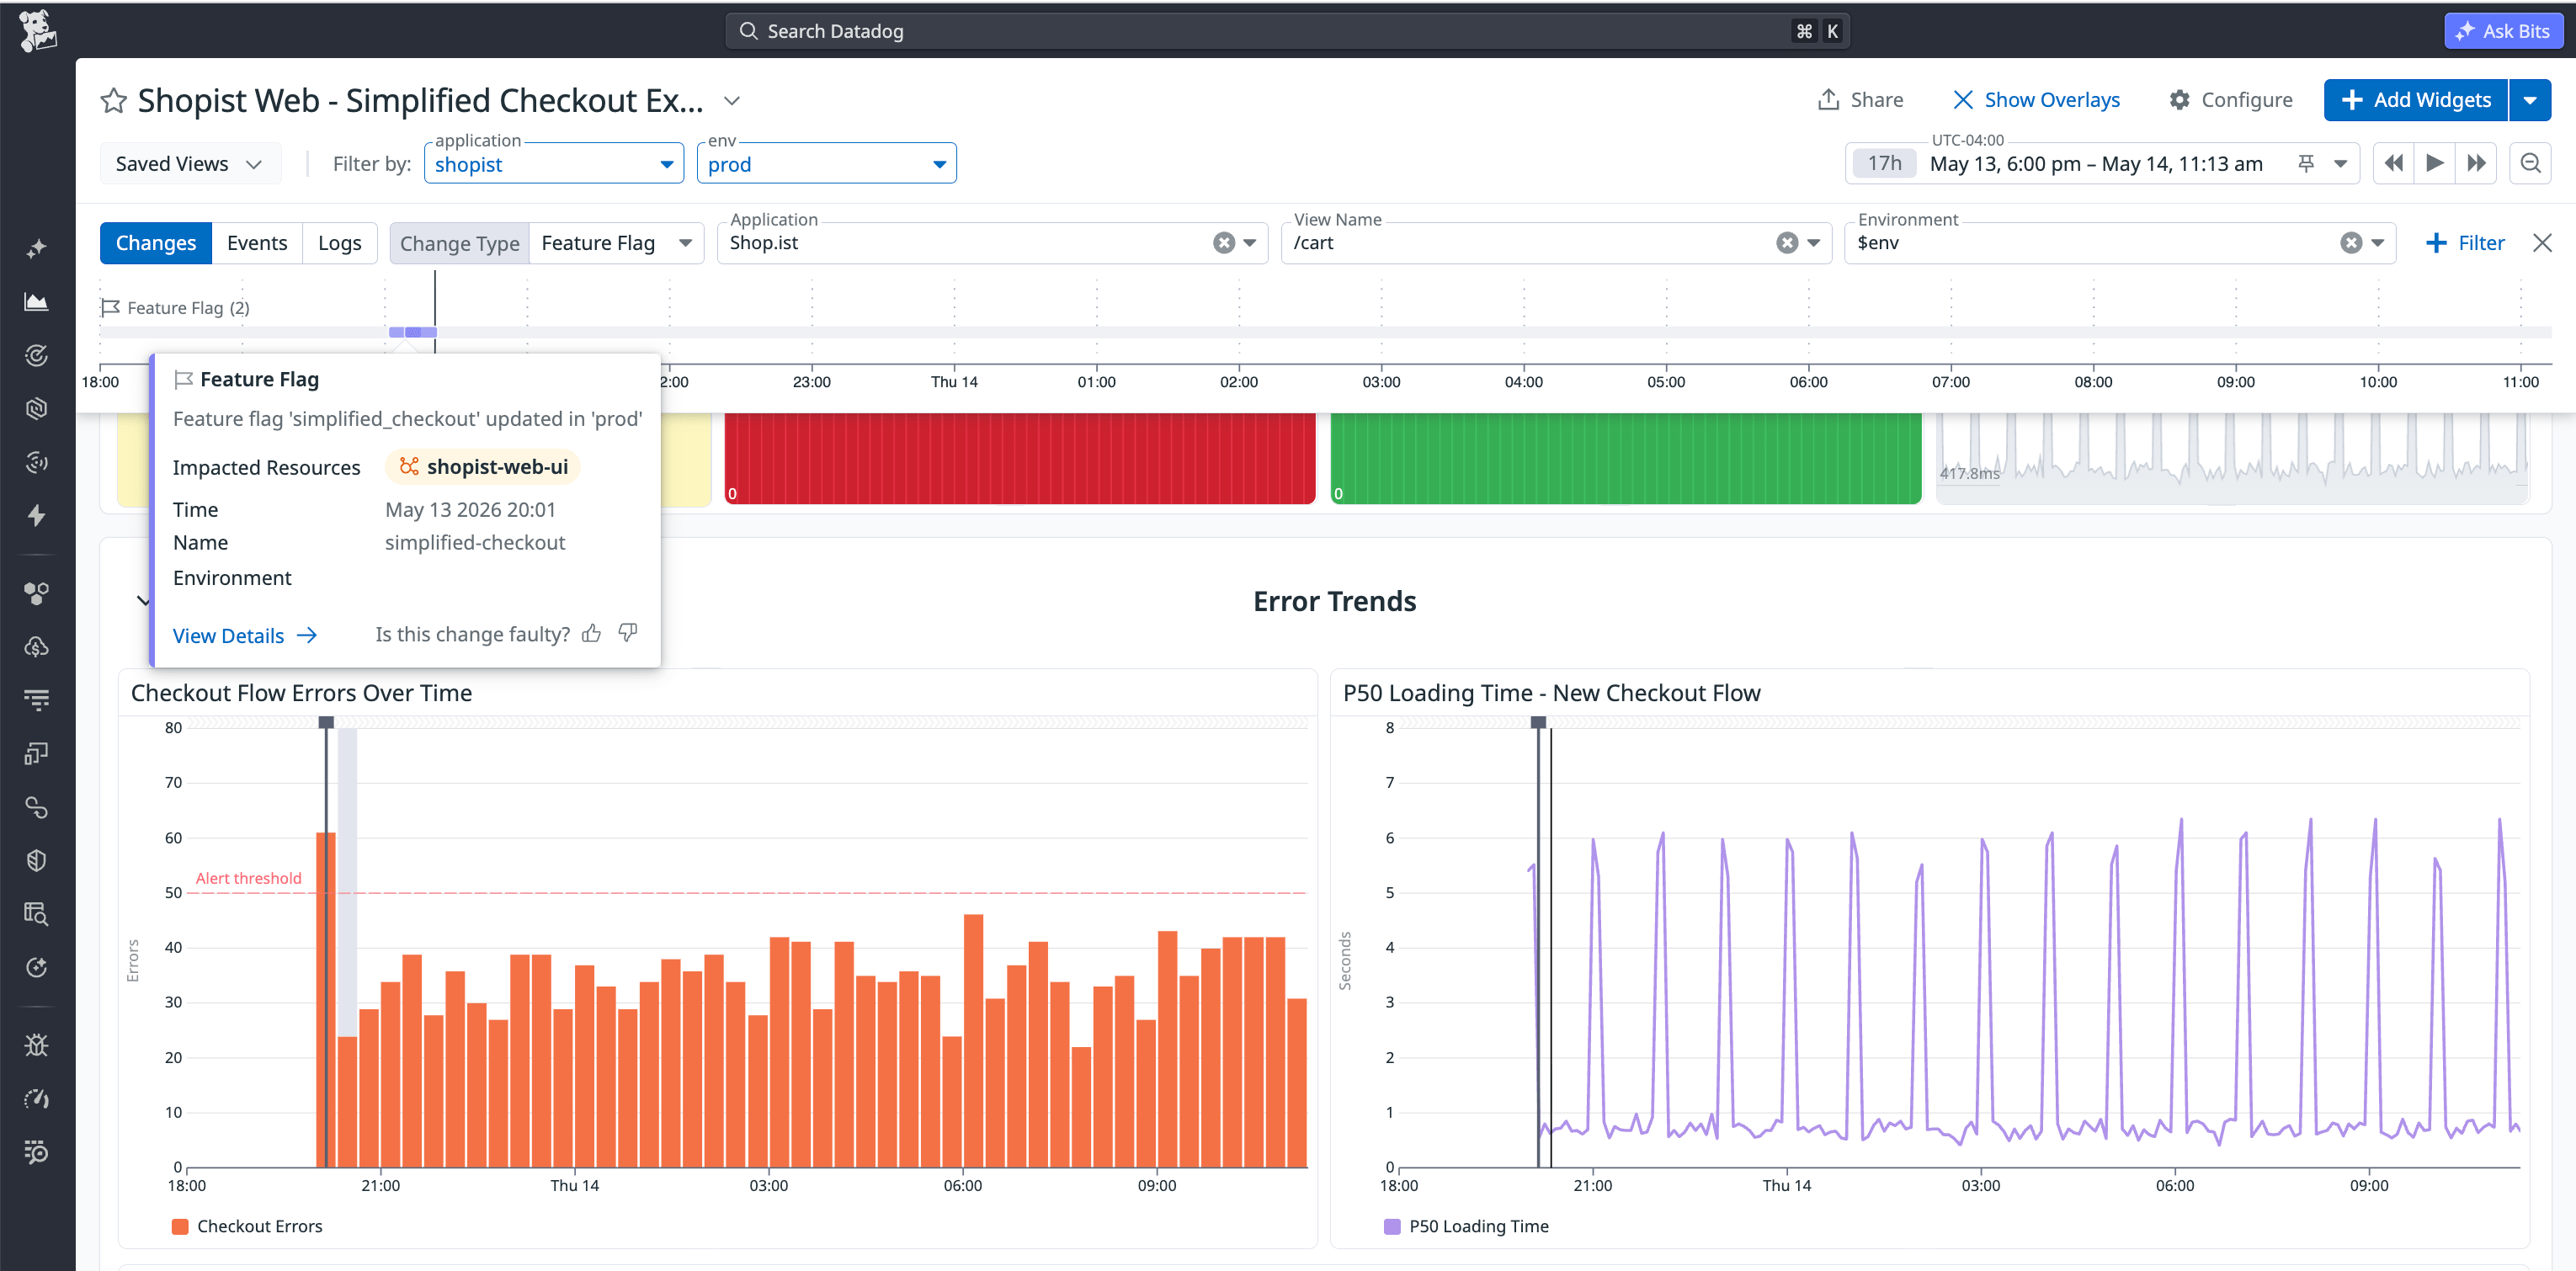 Search Datadog
⌘ K
Ask Bits
Shopist Web - Simplified Checkout Ex...
Share
Show Overlays
Configure
Add Widgets
Saved Views
Filter by:
application
shopist
env
prod
UTC-04:00
17h
May 13, 6:00 pm – May 14, 11:13 am
Changes
Events
Logs
Change Type
Feature Flag
Application
Shop.ist
View Name
/cart
Environment
$env
Filter
Feature Flag (2)
18:00
2:00
23:00
Thu 14
01:00
02:00
03:00
04:00
05:00
06:00
07:00
08:00
09:00
10:00
11:00
Feature Flag
Feature flag 'simplified_checkout' updated in 'prod'
Impacted Resources
shopist-web-ui
Time
May 13 2026 20:01
Name
simplified-checkout
Environment
View Details
Is this change faulty?
0
0
417.8ms
Error Trends
Checkout Flow Errors Over Time
80
70
60
50
40
30
20
10
0
Errors
Alert threshold
18:00
21:00
Thu 14
03:00
06:00
09:00
Checkout Errors
P50 Loading Time - New Checkout Flow
8
7
6
5
4
3
2
1
0
Seconds
18:00
21:00
Thu 14
03:00
06:00
09:00
P50 Loading Time